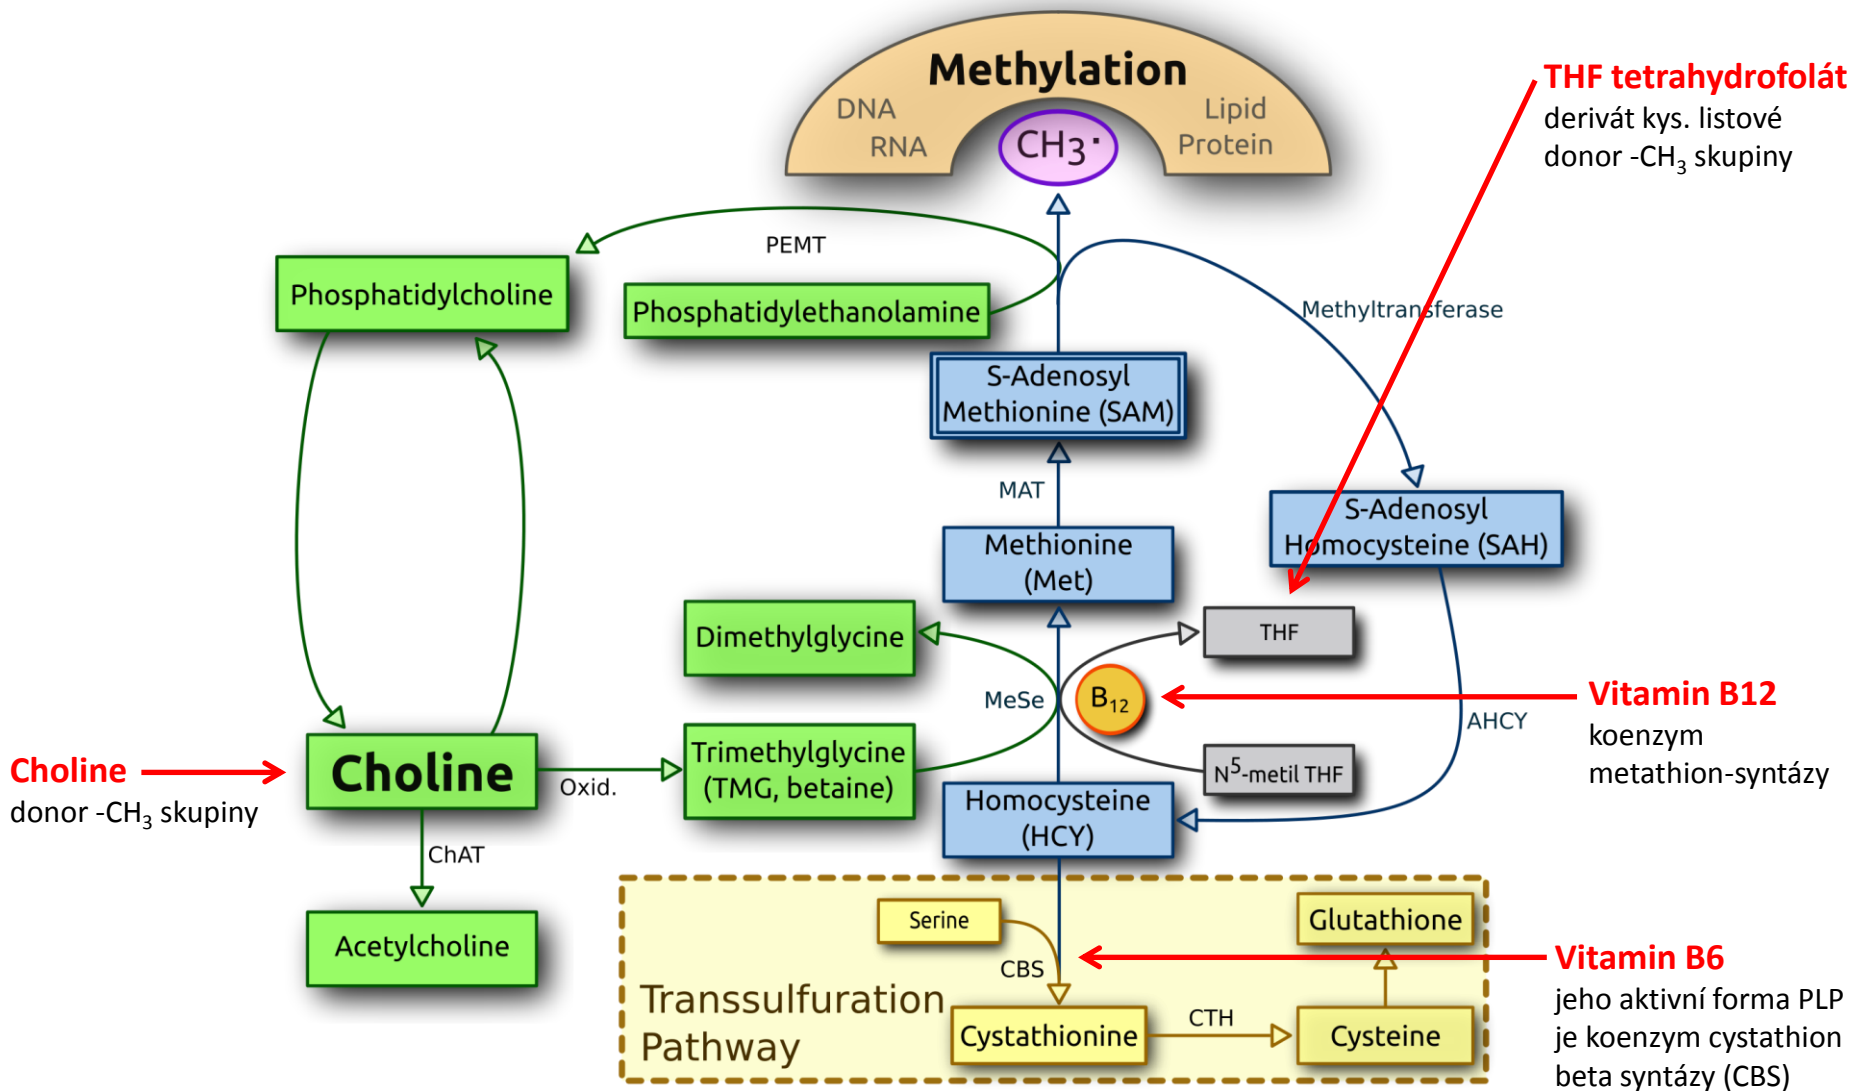 Methylation
DNA
RNA
Lipid
Protein
CH3·
THF tetrahydrofolát
derivát kys. listové
donor -CH3 skupiny
PEMT
Phosphatidylcholine
Phosphatidylethanolamine
Methyltransferase
S-Adenosyl
Methionine (SAM)
MAT
S-Adenosyl
Homocysteine (SAH)
Methionine
(Met)
Dimethylglycine
THF
MeSe
B12
Vitamin B12
koenzym
metathion-syntázy
AHCY
Choline
donor -CH3 skupiny
Choline
Oxid.
Trimethylglycine
(TMG, betaine)
N5-metil THF
Homocysteine
(HCY)
ChAT
Acetylcholine
Serine
Glutathione
CBS
Vitamin B6
jeho aktivní forma PLP
je koenzym cystathion
beta syntázy (CBS)
Transsulfuration
Pathway
Cystathionine
CTH
Cysteine